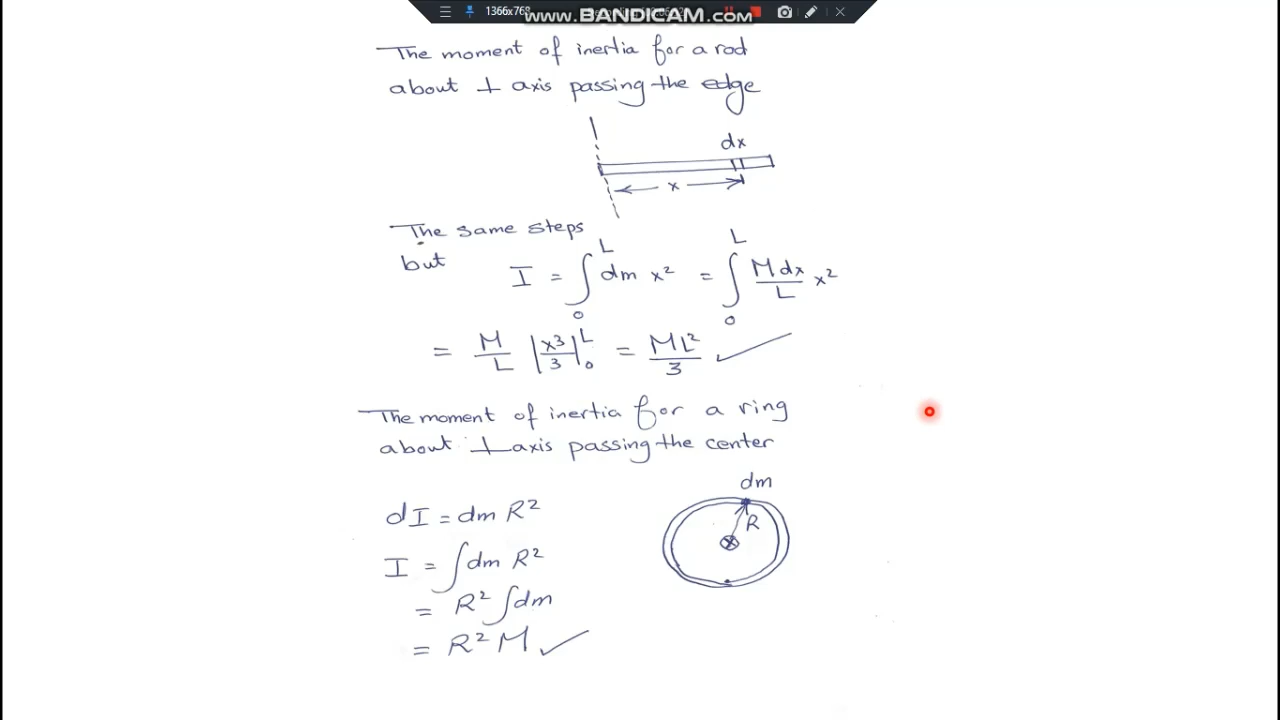 1366x768
www.BANDICAM.com
The moment of inertia for a rod
about ⊥ axis passing the edge
dx
x
The same steps
but I = ∫₀ᴸ dm x² = ∫₀ᴸ M dx/L x²
= M/L |x³/3|₀ᴸ = ML²/3 ✓
The moment of inertia for a ring
about ⊥ axis passing the center
dm
R
dI = dm R²
I = ∫dm R²
= R² ∫dm
= R² M ✓